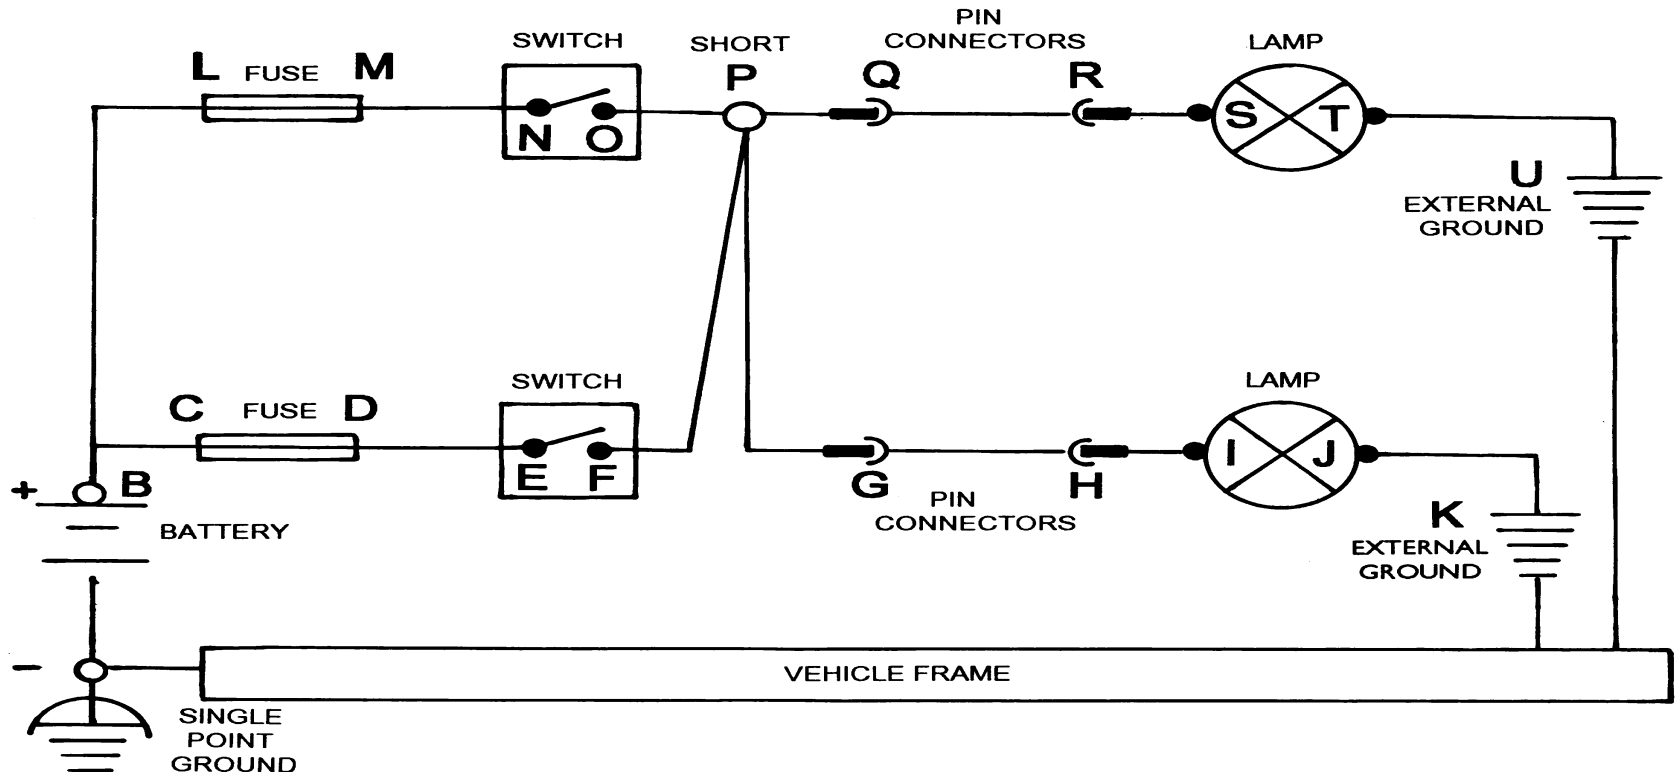 SWITCH
SHORT
PIN
CONNECTORS
LAMP
L FUSE M
P
Q
R
N O
S T
U
EXTERNAL
GROUND
SWITCH
LAMP
C FUSE D
E F
G
PIN
CONNECTORS
H
I J
K
EXTERNAL
GROUND
+ B
BATTERY
-
VEHICLE FRAME
SINGLE
POINT
GROUND